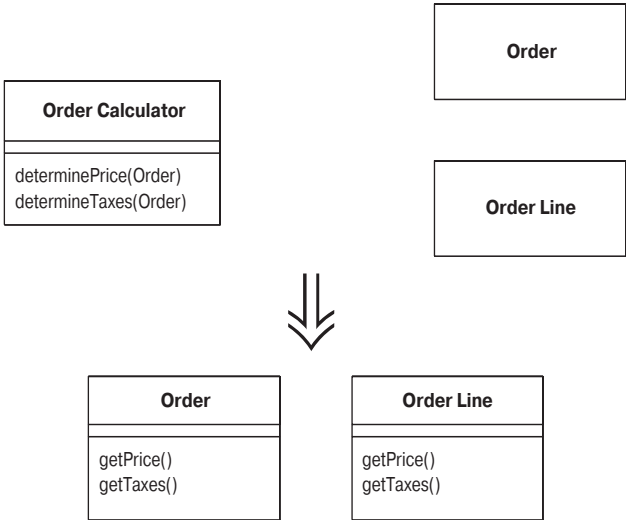 Order
Order Calculator
determinePrice(Order)
determineTaxes(Order)
Order Line
Order
getPrice()
getTaxes()
Order Line
getPrice()
getTaxes()